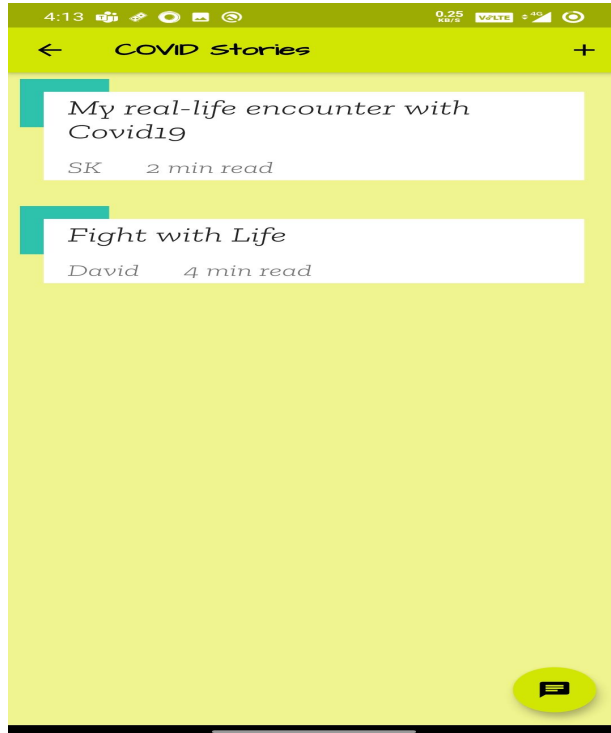 4:13 0.25 KB/S VoLTE 4G
COVID Stories
My real-life encounter with
Covid19
SK 2 min read
Fight with Life
David 4 min read